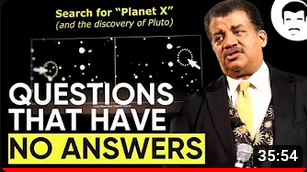 Search for "Planet X"
(and the discovery of Pluto)
QUESTIONS
THAT HAVE
NO ANSWERS
35:54